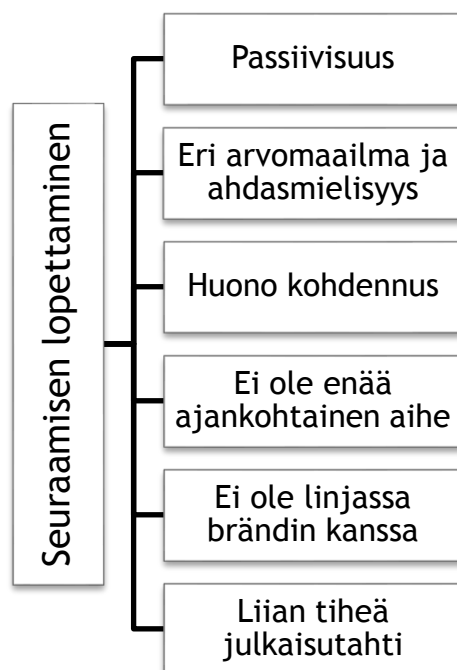 Seuraamisen lopettaminen
Passiivisuus
Eri arvomaailma ja
ahdasmielisyys
Huono kohdennus
Ei ole enää
ajankohtainen aihe
Ei ole linjassa
brändin kanssa
Liian tiheä
julkaisutahti